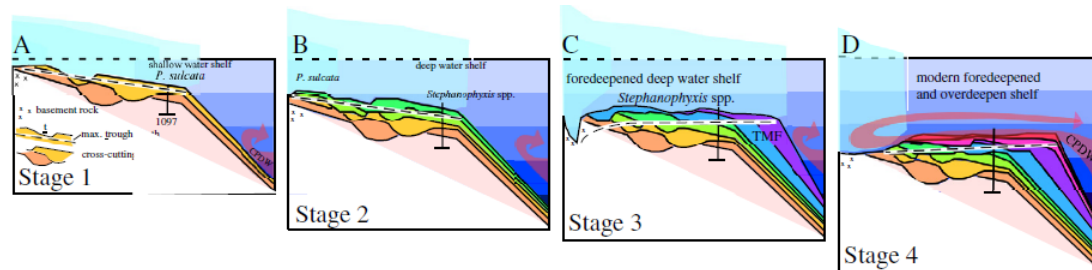 A
shallow water shelf
P. sulcata
basement rock
1097
max. trough
cross-cutting
CPDW
Stage 1
B
deep water shelf
P. sulcata
Stephanophyxis spp.
Stage 2
C
foredeepened deep water shelf
Stephanophyxis spp.
TMF
Stage 3
D
modern foredeepened
and overdeepen shelf
Stage 4